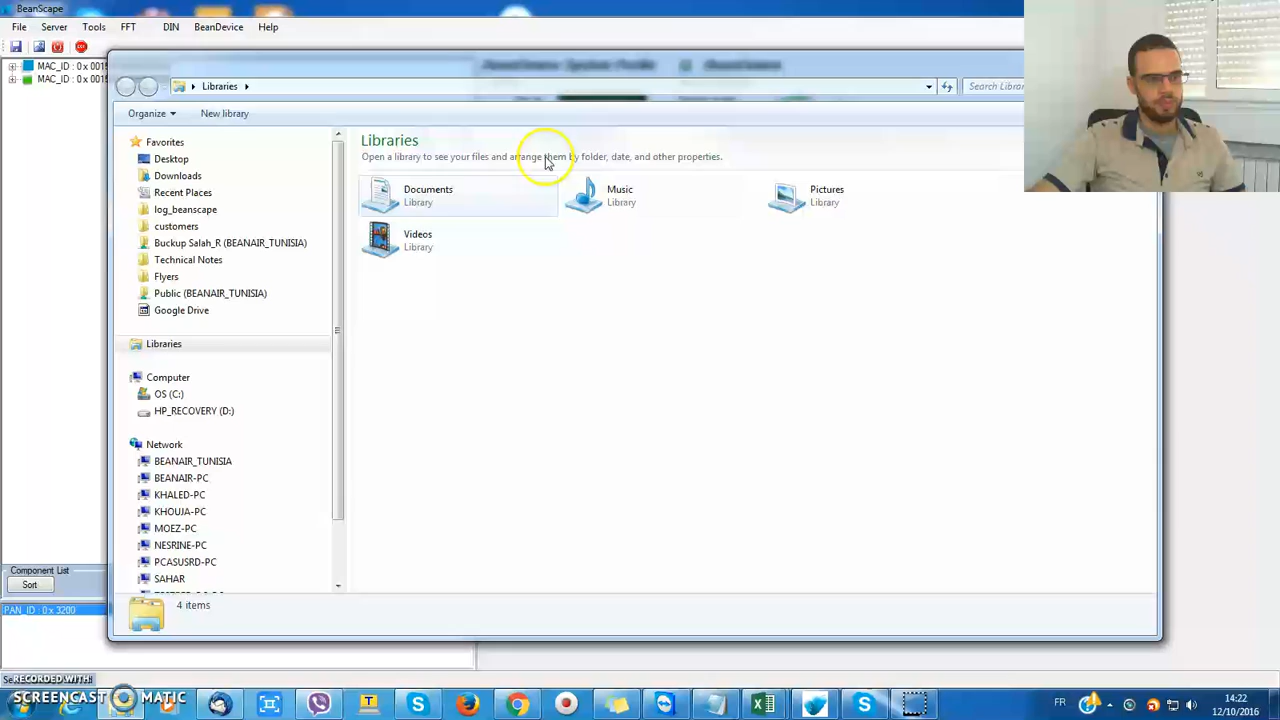 BeanScape
File Server Tools FFT DIN BeanDevice Help
MAC_ID : 0 x 001
MAC_ID : 0 x 001
Libraries
Search Librar
Organize New library
Favorites
Desktop
Downloads
Recent Places
log_beanscape
customers
Buckup Salah_R (BEANAIR_TUNISIA)
Technical Notes
Flyers
Public (BEANAIR_TUNISIA)
Google Drive
Libraries
Computer
OS (C:)
HP_RECOVERY (D:)
Network
BEANAIR_TUNISIA
BEANAIR-PC
KHALED-PC
KHOUJA-PC
MOEZ-PC
NESRINE-PC
PCASUSRD-PC
SAHAR
Libraries
Open a library to see your files and arrange them by folder, date, and other properties.
Documents
Library
Music
Library
Pictures
Library
Videos
Library
4 items
Component List
Sort
PAN_ID : 0 x 3200
RECORDED WITH
SCREENCAST MATIC
FR
14:22
12/10/2016